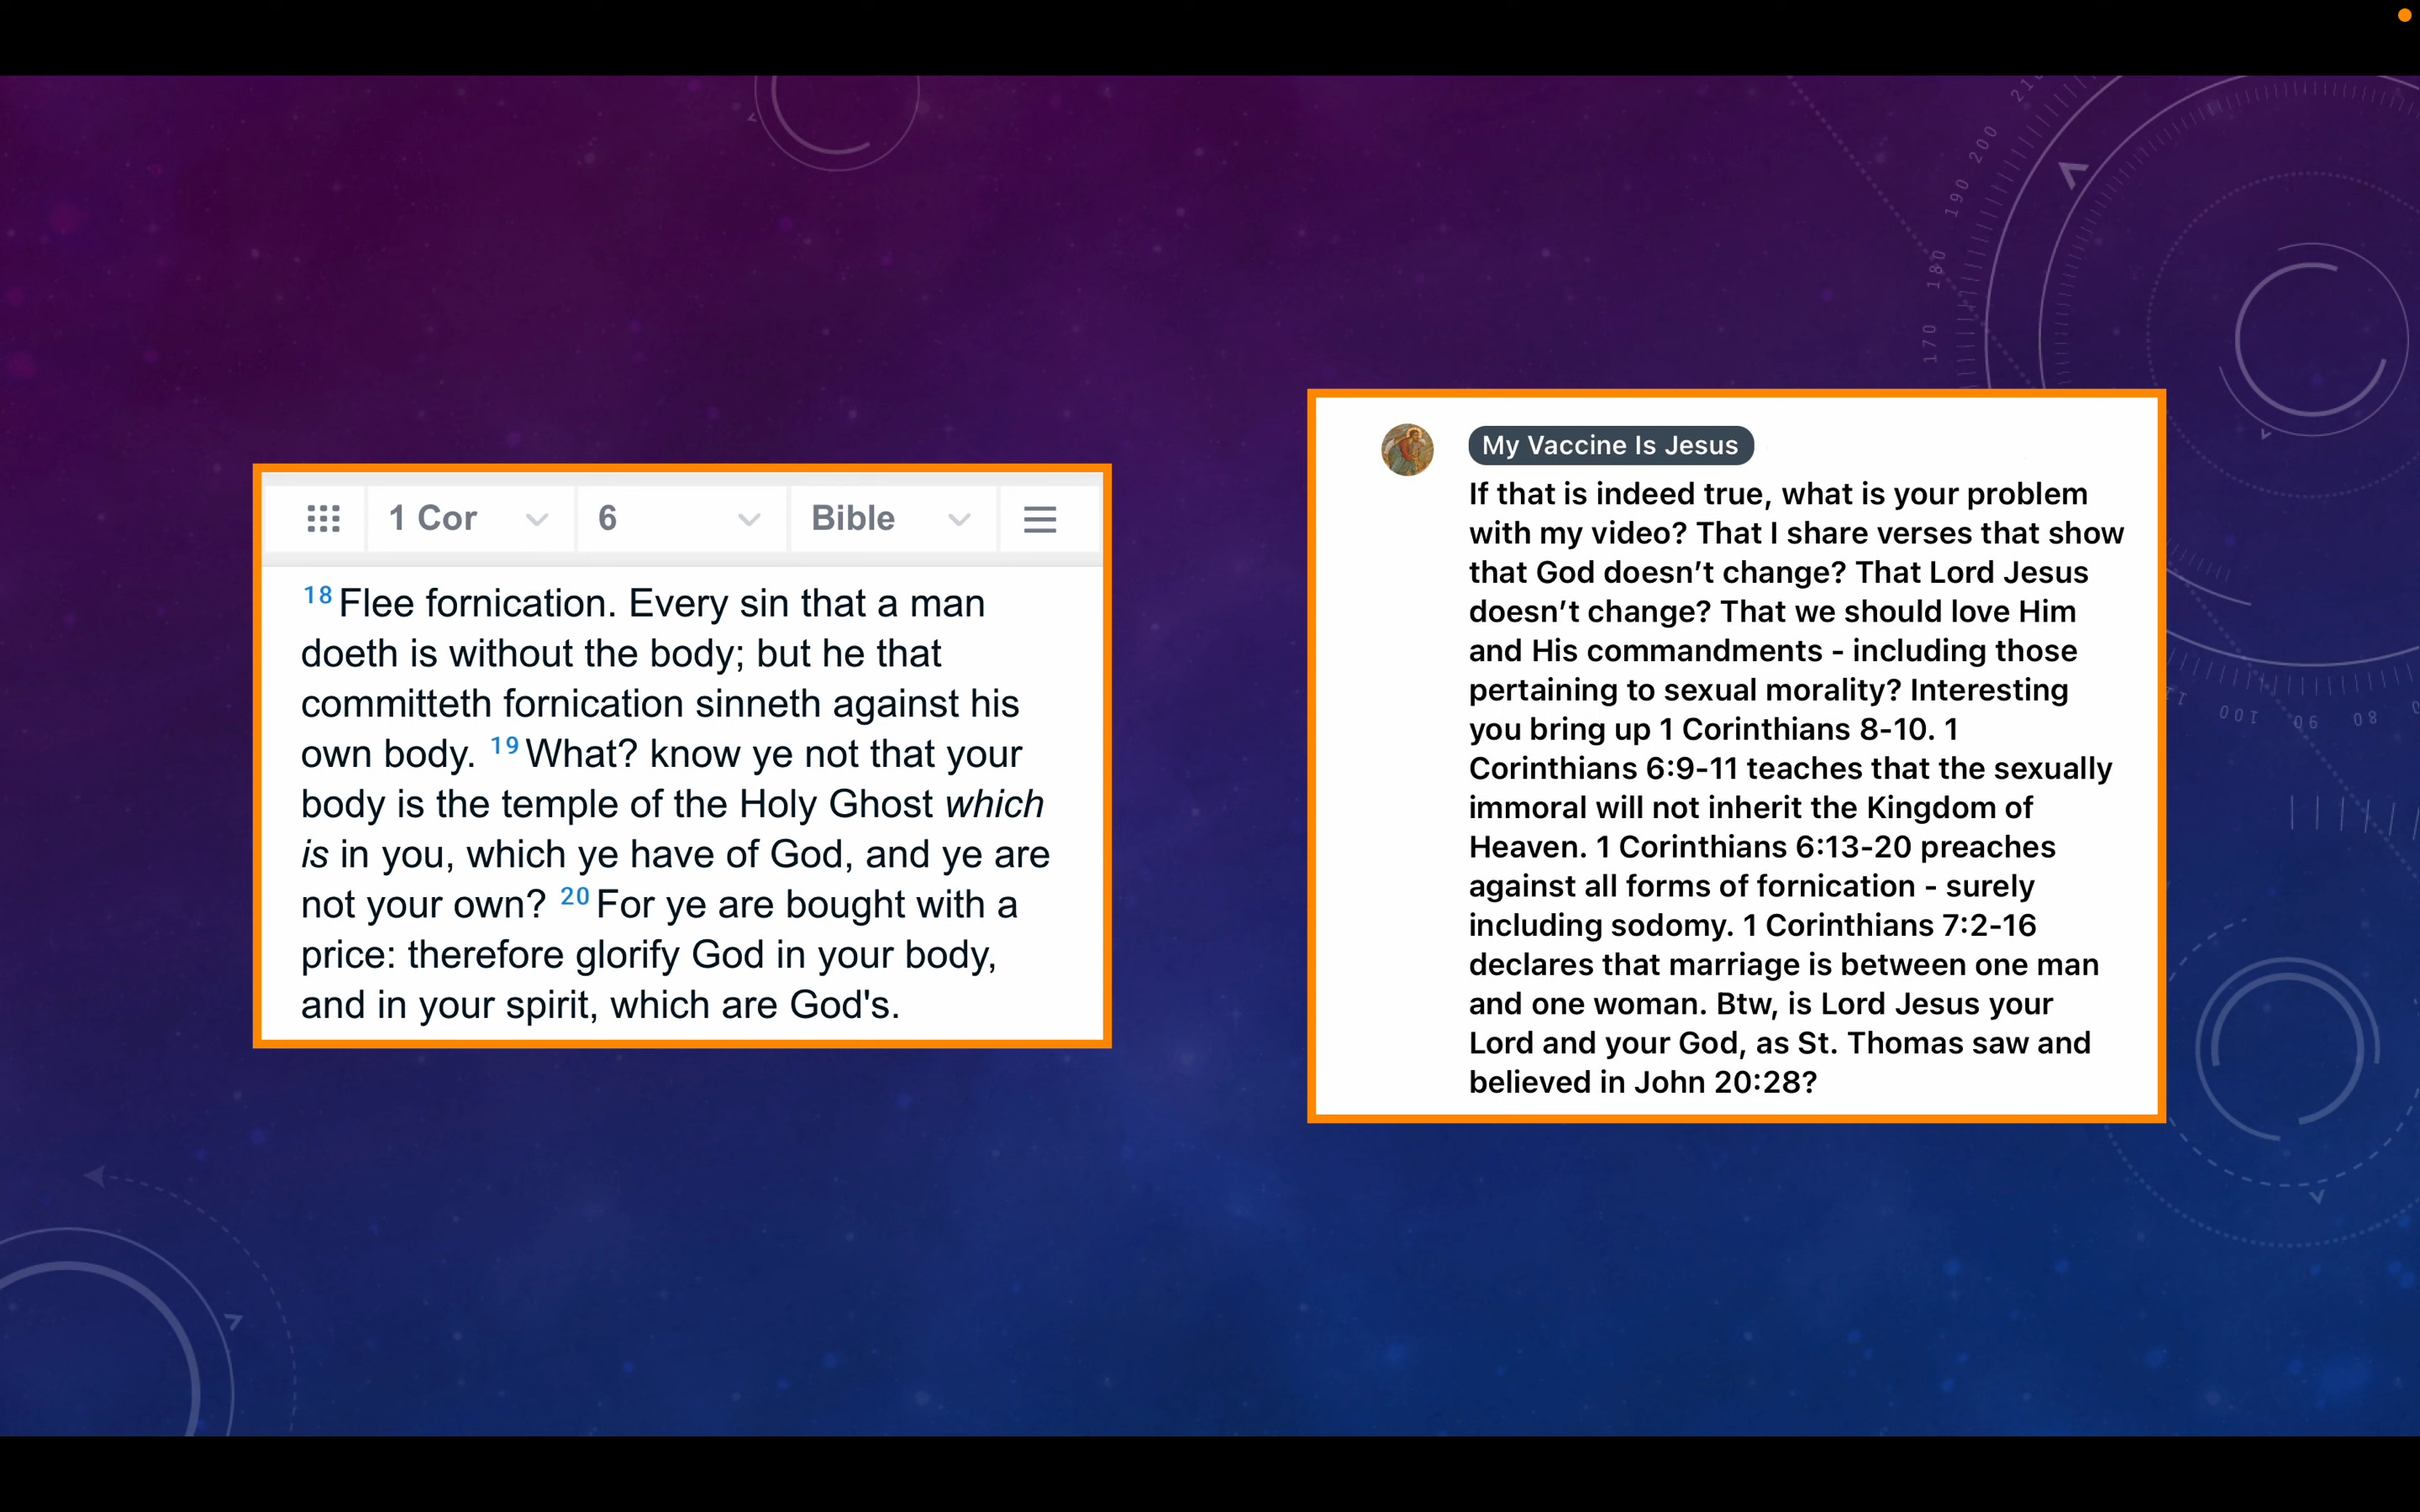 1 Cor 6 Bible
18 Flee fornication. Every sin that a man
doeth is without the body; but he that
committeth fornication sinneth against his
own body. 19 What? know ye not that your
body is the temple of the Holy Ghost which
is in you, which ye have of God, and ye are
not your own? 20 For ye are bought with a
price: therefore glorify God in your body,
and in your spirit, which are God's.
My Vaccine Is Jesus
If that is indeed true, what is your problem
with my video? That I share verses that show
that God doesn’t change? That Lord Jesus
doesn’t change? That we should love Him
and His commandments - including those
pertaining to sexual morality? Interesting
you bring up 1 Corinthians 8-10. 1
Corinthians 6:9-11 teaches that the sexually
immoral will not inherit the Kingdom of
Heaven. 1 Corinthians 6:13-20 preaches
against all forms of fornication - surely
including sodomy. 1 Corinthians 7:2-16
declares that marriage is between one man
and one woman. Btw, is Lord Jesus your
Lord and your God, as St. Thomas saw and
believed in John 20:28?
200
190
180
170
100
90
80